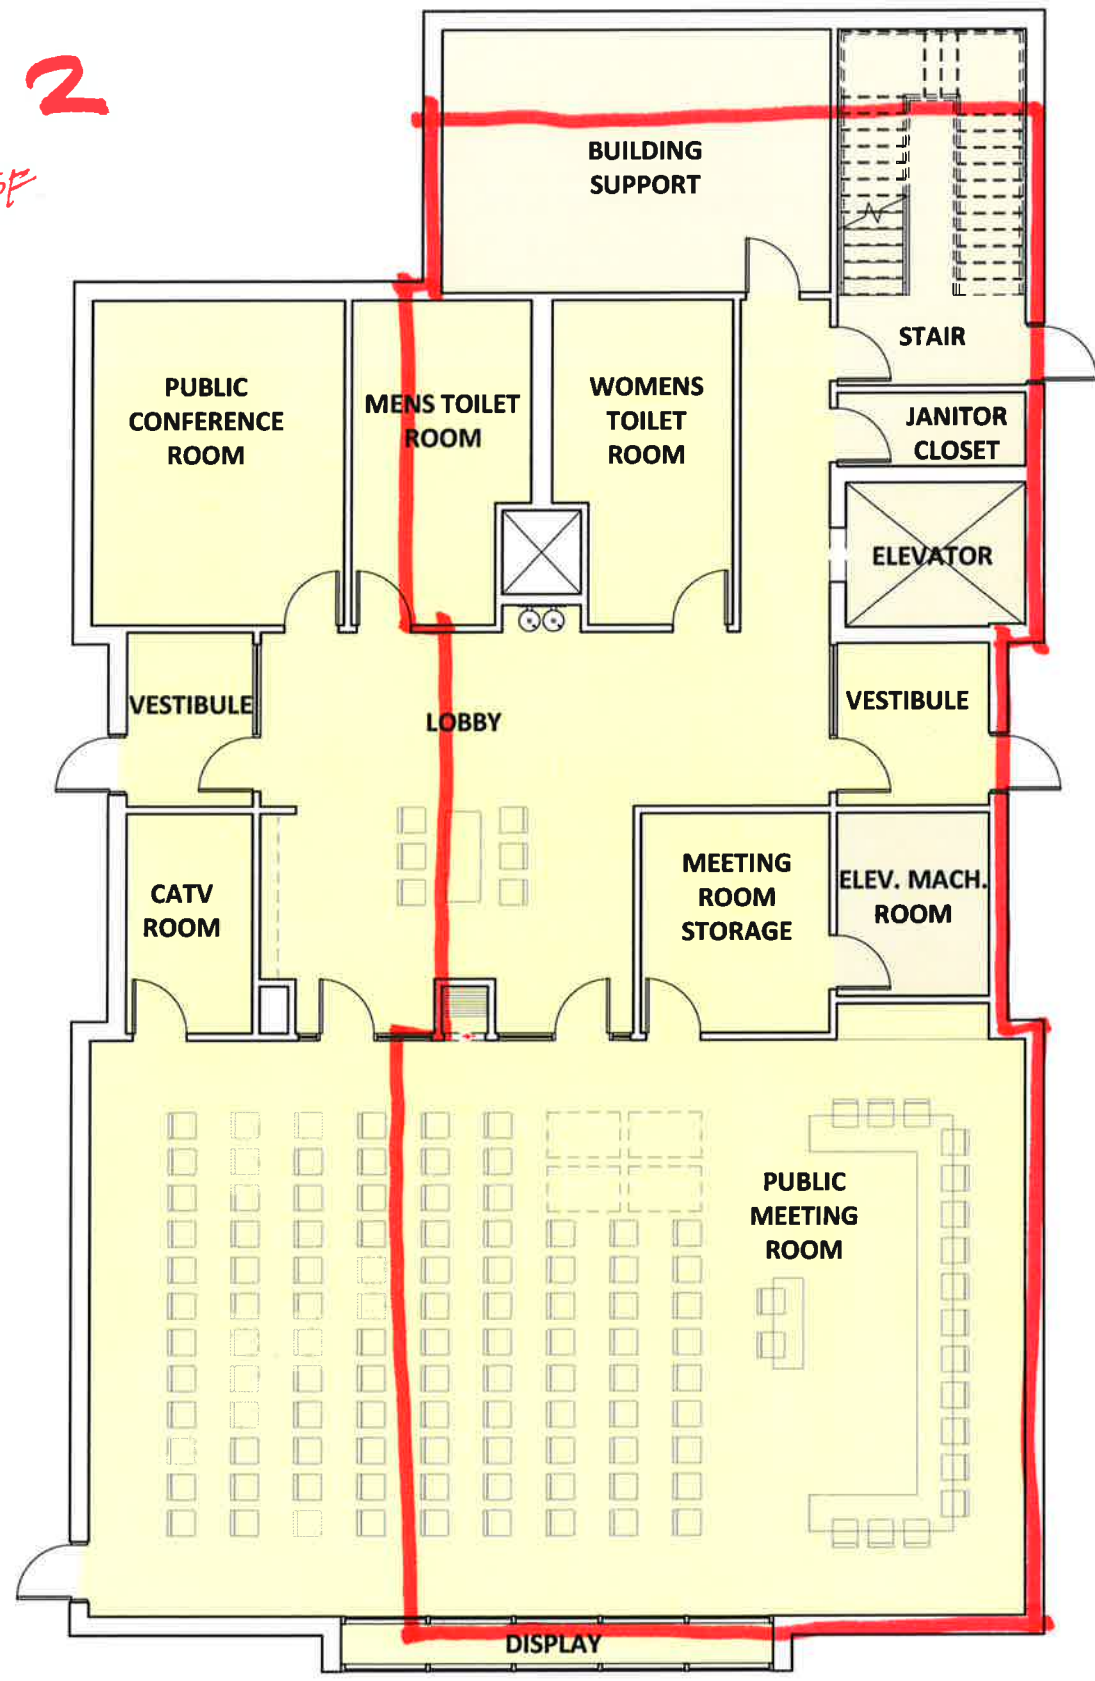 2
SF
BUILDING
SUPPORT
STAIR
PUBLIC
CONFERENCE
ROOM
MENS TOILET
ROOM
WOMENS
TOILET
ROOM
JANITOR
CLOSET
ELEVATOR
VESTIBULE
LOBBY
VESTIBULE
CATV
ROOM
MEETING
ROOM
STORAGE
ELEV. MACH.
ROOM
PUBLIC
MEETING
ROOM
DISPLAY